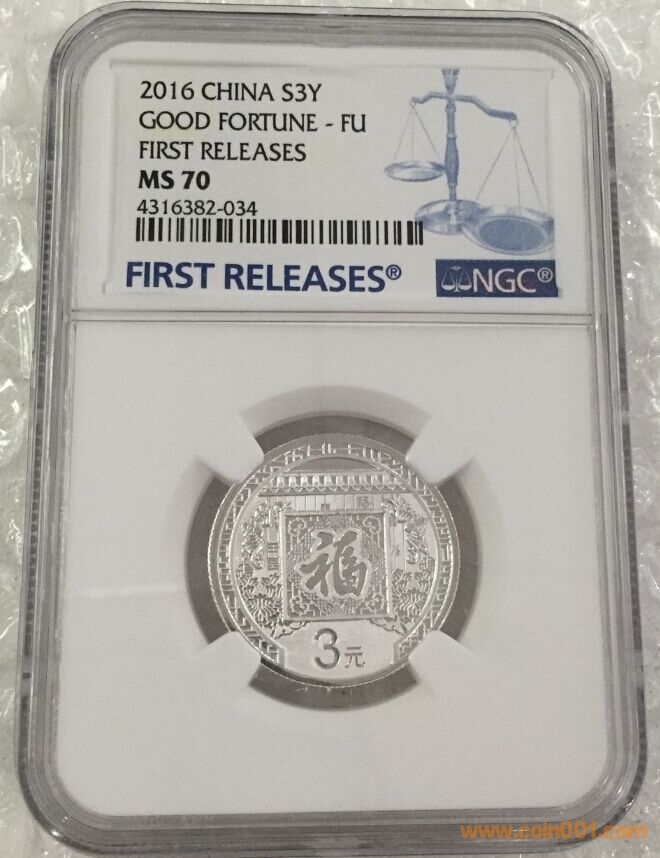 2016 CHINA S3Y
GOOD FORTUNE - FU
FIRST RELEASES
MS 70
4316382-034
FIRST RELEASES®
NGC®
福
3元
www.coin001.com